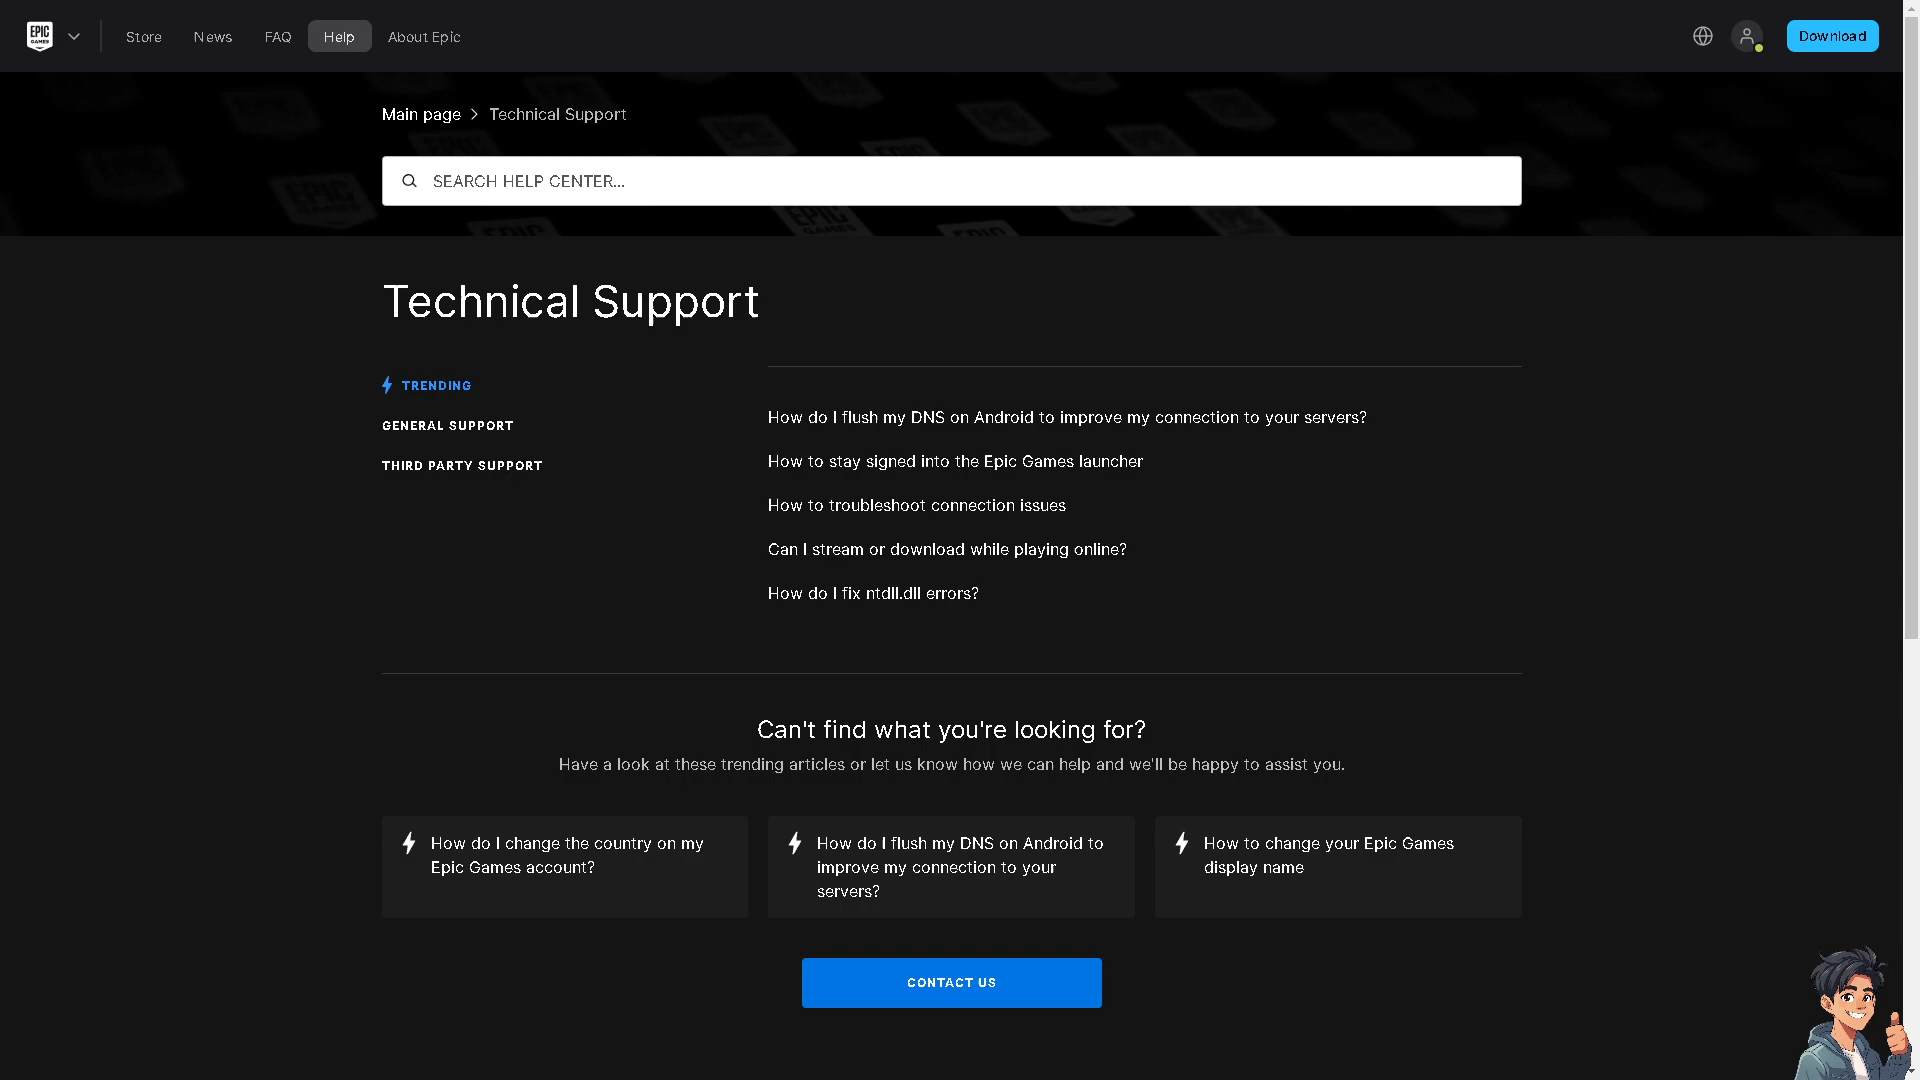 EPIC GAMES
Store
News
FAQ
Help
About Epic
Download
Main page
Technical Support
SEARCH HELP CENTER...
Technical Support
TRENDING
GENERAL SUPPORT
THIRD PARTY SUPPORT
How do I flush my DNS on Android to improve my connection to your servers?
How to stay signed into the Epic Games launcher
How to troubleshoot connection issues
Can I stream or download while playing online?
How do I fix ntdll.dll errors?
Can't find what you're looking for?
Have a look at these trending articles or let us know how we can help and we'll be happy to assist you.
How do I change the country on my
Epic Games account?
How do I flush my DNS on Android to
improve my connection to your
servers?
How to change your Epic Games
display name
CONTACT US